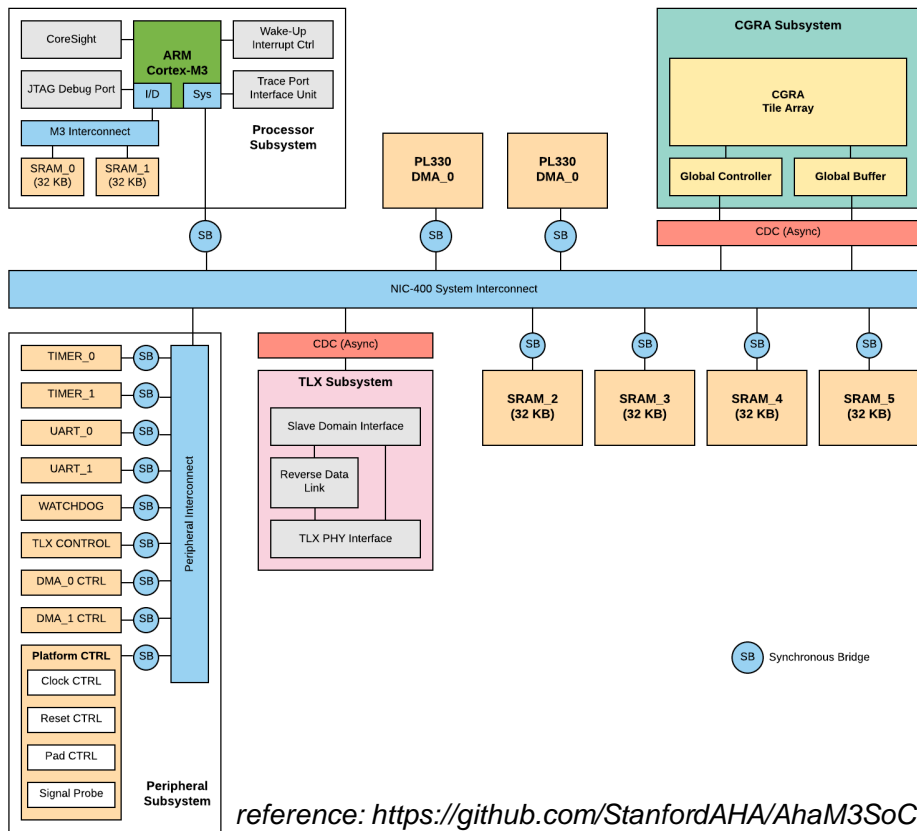 CoreSight
ARM
Cortex-M3
Wake-Up
Interrupt Ctrl
JTAG Debug Port
I/D
Sys
Trace Port
Interface Unit
M3 Interconnect
Processor
Subsystem
SRAM_0
(32 KB)
SRAM_1
(32 KB)
SB
PL330
DMA_0
SB
PL330
DMA_0
SB
CGRA Subsystem
CGRA
Tile Array
Global Controller
Global Buffer
CDC (Async)
NIC-400 System Interconnect
TIMER_0
SB
TIMER_1
SB
UART_0
SB
UART_1
SB
WATCHDOG
SB
TLX CONTROL
SB
DMA_0 CTRL
SB
DMA_1 CTRL
SB
Platform CTRL
SB
Clock CTRL
Reset CTRL
Pad CTRL
Signal Probe
Peripheral Interconnect
Peripheral
Subsystem
CDC (Async)
TLX Subsystem
Slave Domain Interface
Reverse Data
Link
TLX PHY Interface
SB
SRAM_2
(32 KB)
SB
SRAM_3
(32 KB)
SB
SRAM_4
(32 KB)
SB
SRAM_5
(32 KB)
SB
Synchronous Bridge
reference: https://github.com/StanfordAHA/AhaM3SoC